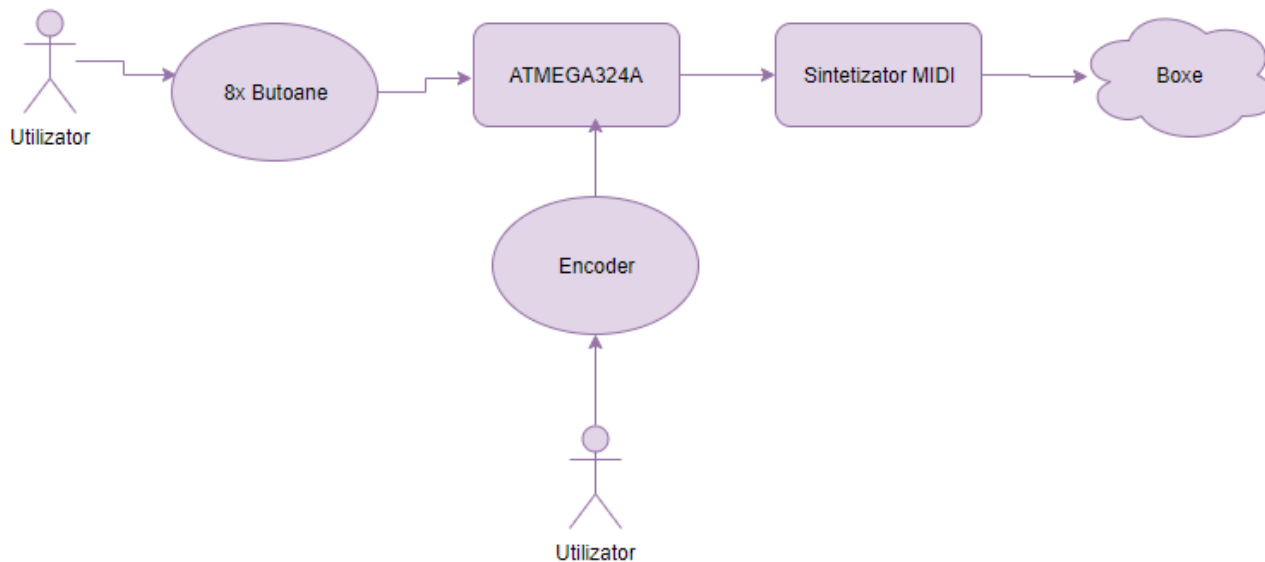 Utilizator
8x Butoane
ATMEGA324A
Sintetizator MIDI
Boxe
Encoder
Utilizator